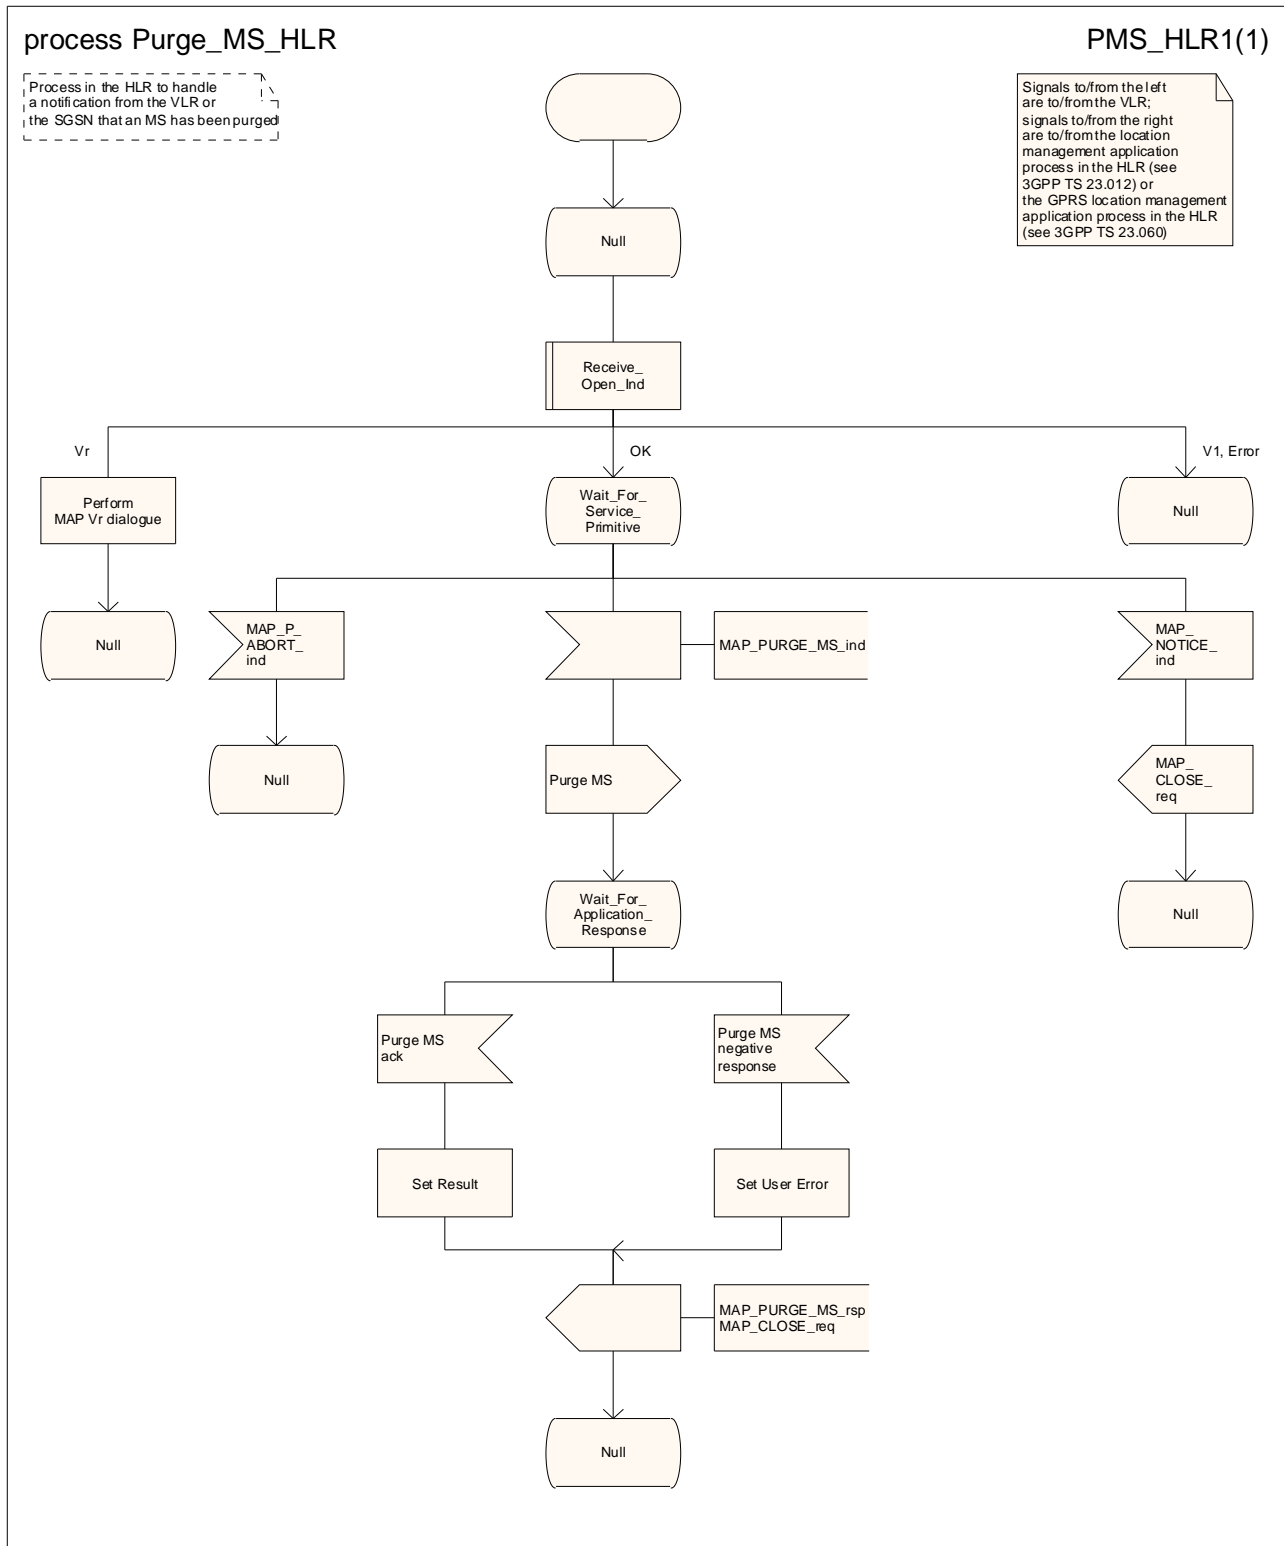 process Purge_MS_HLR
PMS_HLR1(1)
Process in the HLR to handle
a notification from the VLR or
the SGSN that an MS has been purged
Signals to/from the left
are to/from the VLR;
signals to/from the right
are to/from the location
management application
process in the HLR (see
3GPP TS 23.012) or
the GPRS location management
application process in the HLR
(see 3GPP TS 23.060)
Null
Receive_
Open_Ind
Vr
OK
V1, Error
Perform
MAP Vr dialogue
Wait_For_
Service_
Primitive
Null
Null
MAP_P_
ABORT_
ind
MAP_PURGE_MS_ind
MAP_
NOTICE_
ind
Null
Purge MS
MAP_
CLOSE_
req
Wait_For_
Application_
Response
Null
Purge MS
ack
Purge MS
negative
response
Set Result
Set User Error
MAP_PURGE_MS_rsp
MAP_CLOSE_req
Null